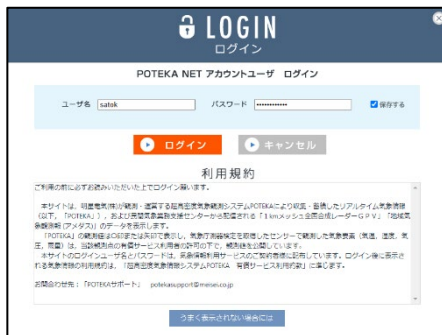 LOGIN
ログイン
POTEKA NET アカウントユーザ ログイン
ユーザ名 satok パスワード ············ 保存する
ログイン キャンセル
利用規約
ご利用の前に必ずお読みいただいた上でログイン願います。
本サイトは、明星電気(株)が観測・運営する超高密度気象観測システムPOTEKAにより収集・蓄積したリアルタイム気象情報
(以下、「POTEKA」)、および民間気象業務支援センターから配信される「１kmメッシュ全国合成レーダーＧＰＶ」「地域気
象観測報（アメダス）」のデータを表示します。
「POTEKA」の観測値は○印または矢印で表示し、気象庁測器検定を取得したセンサーで観測した気象要素（気温、湿度、気
圧、雨量）は、当該観測点の有償サービス利用者の許可の下で、観測値を公開しています。
本サイトのログインユーザ名とパスワードは、気象情報利用サービスのご契約者様に配布しています。ログイン後に表示さ
れる気象情報の利用規約は、「超高密度気象情報システムPOTEKA 有償サービス利用約款」に準じます。
お問合わせ先：「POTEKAサポート」 potekasupport@meisei.co.jp
うまく表示されない場合には